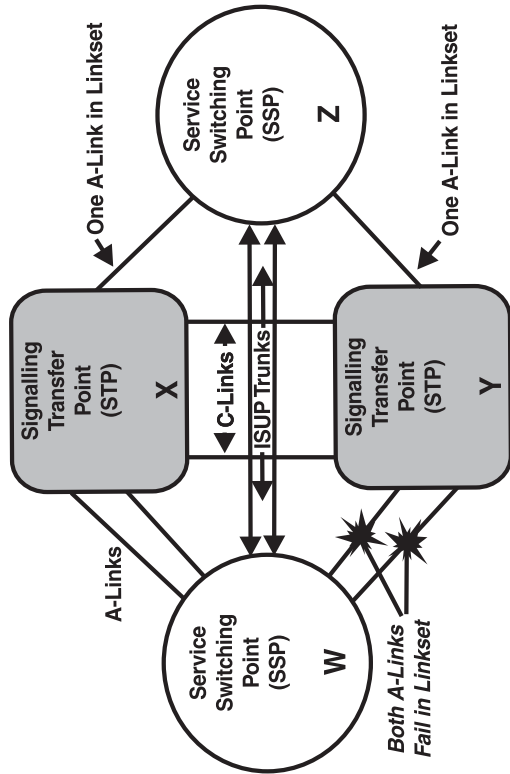 Signalling
Transfer
Point
(STP)
X
One A-Link in Linkset
A-Links
Service
Switching
Point
(SSP)
W
C-Links
ISUP Trunks
Service
Switching
Point
(SSP)
Z
Both A-Links
Fail in Linkset
Signalling
Transfer
Point
(STP)
Y
One A-Link in Linkset